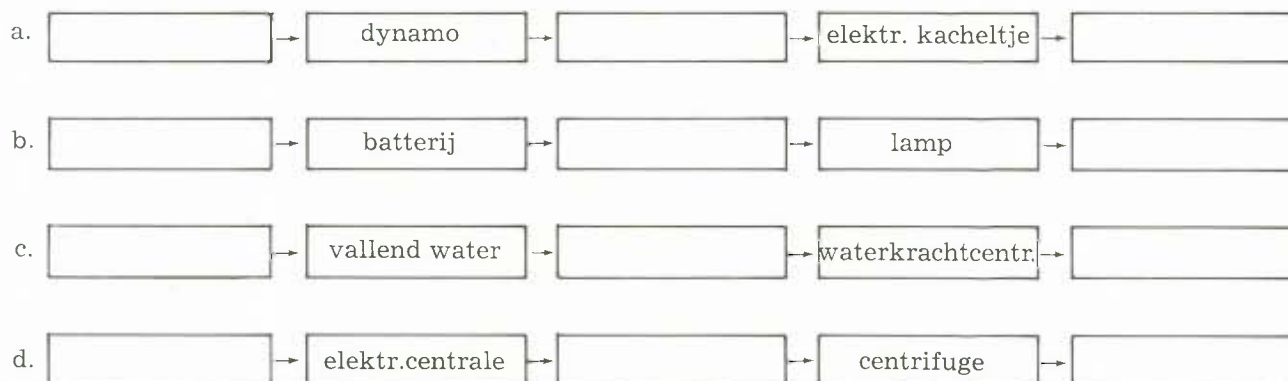 a. dynamo elektr. kacheltje
b. batterij lamp
c. vallend water waterkrachtcentr.
d. elektr.centrale centrifuge